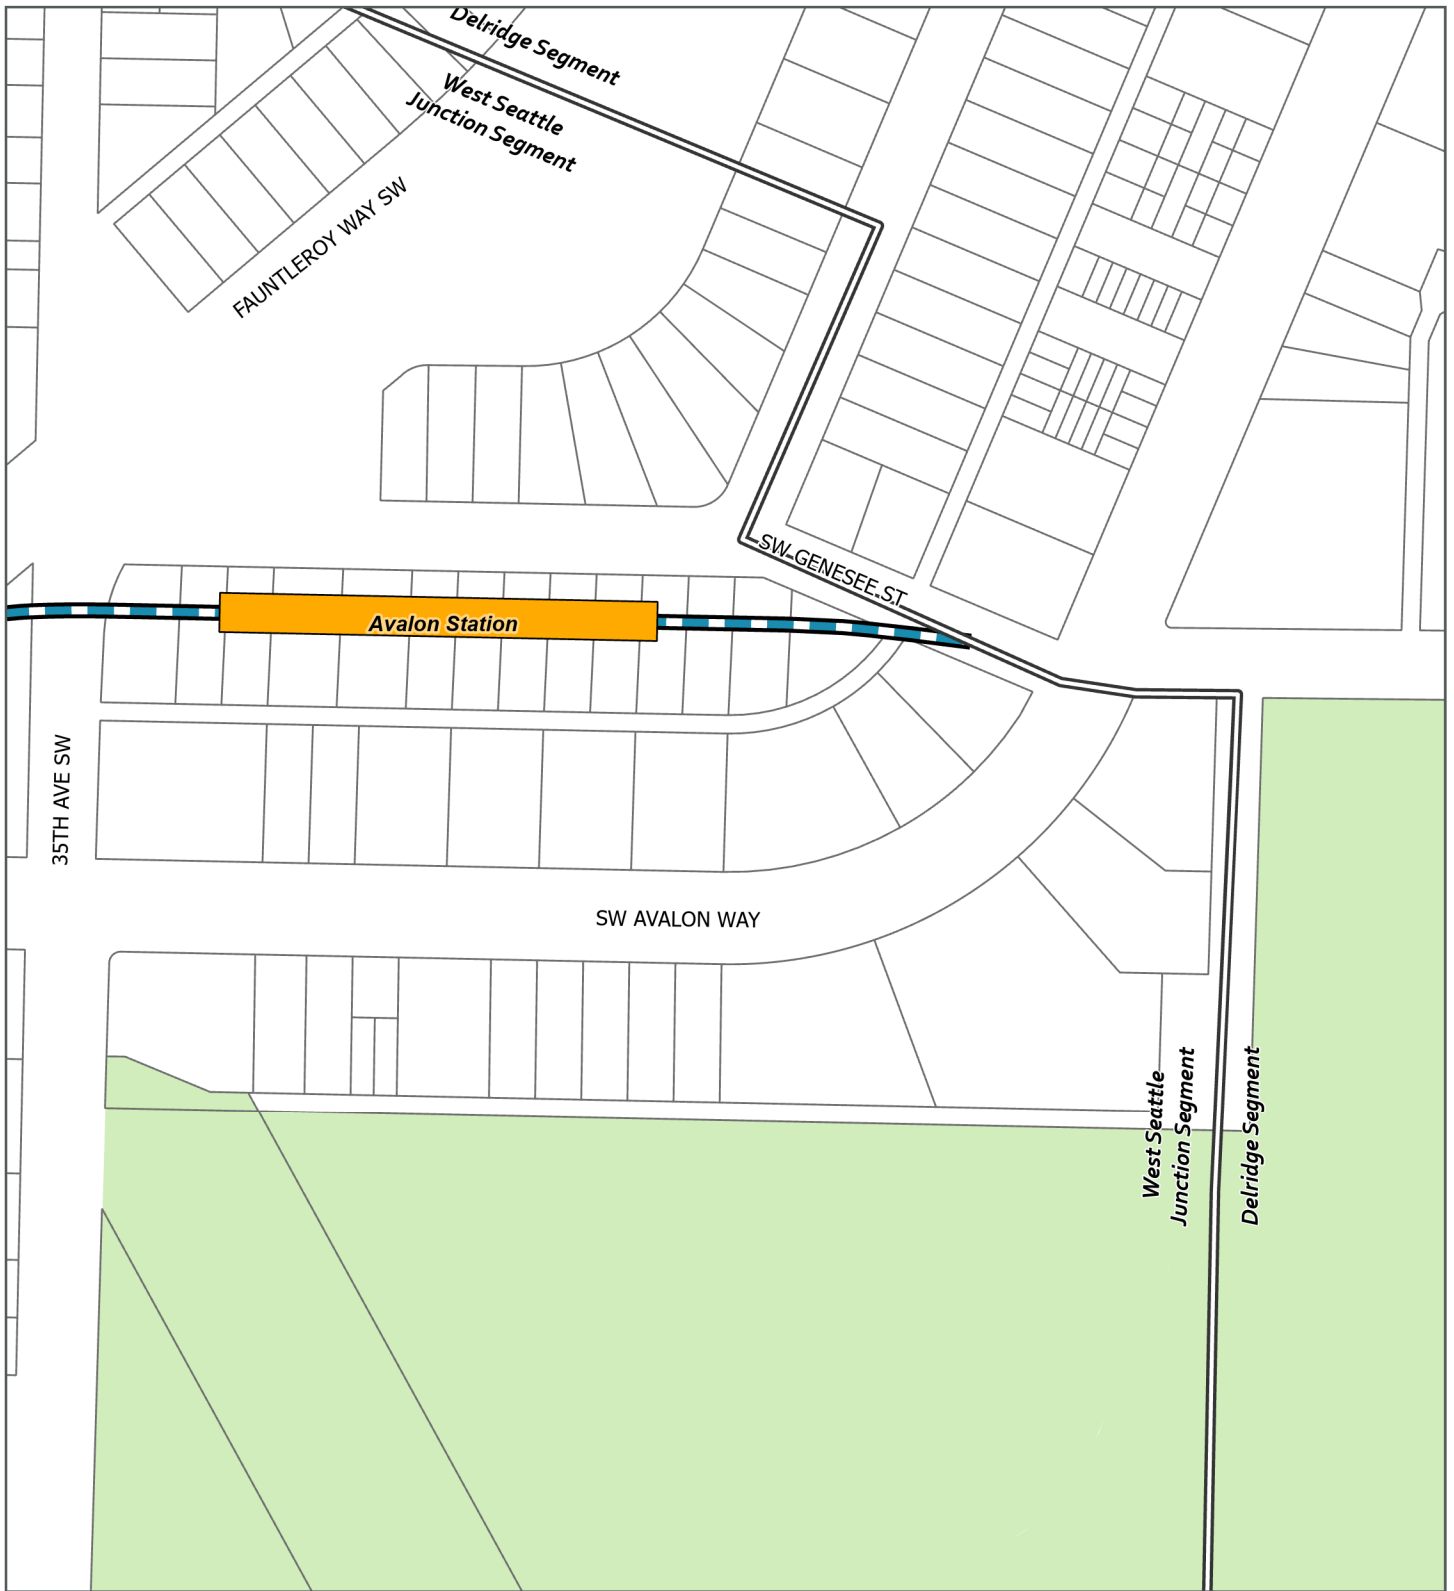 Delridge Segment
West Seattle
Junction Segment
FAUNTLEROY WAY SW
SW GENESEE ST
Avalon Station
35TH AVE SW
SW AVALON WAY
West Seattle
Junction Segment
Delridge Segment